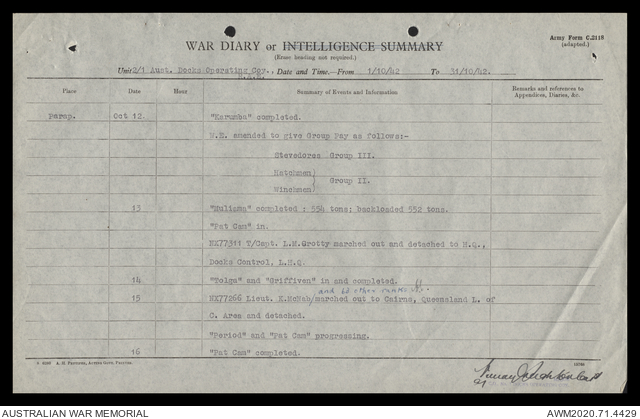 Army Form C.2118
(adapted.)
WAR DIARY or INTELLIGENCE SUMMARY
(Erase heading not required.)
Unit 2/1 Aust. Docks Operating Coy., Date and Time.—From 1/10/42 To 31/10/42.
Place Date Hour Summary of Events and Information Remarks and references to Appendices, Diaries, &c.
Oct 12. "Karumba" completed.
W.E. amended to give Group Pay as follows:-
Stevedores Group III.
Hatchmen)
Group II.
Winchmen)
13 "Muliama" completed : 554 tons; backloaded 552 tons.
"Pat Cam" in.
NX77311 T/Capt. L.M.Grotty marched out and detached to H.Q.,
Docks Control, L.H.Q.
14 "Tolga" and "Griffiven" in and completed.
and other ranks
15 NX77266 Lieut. K.McNab/marched out to Cairns, Queensland L. of
C. Area and detached.
"Period" and "Pat Cam" progressing.
16 "Pat Cam" completed.
AUSTRALIAN WAR MEMORIAL
AWM2020.71.4429